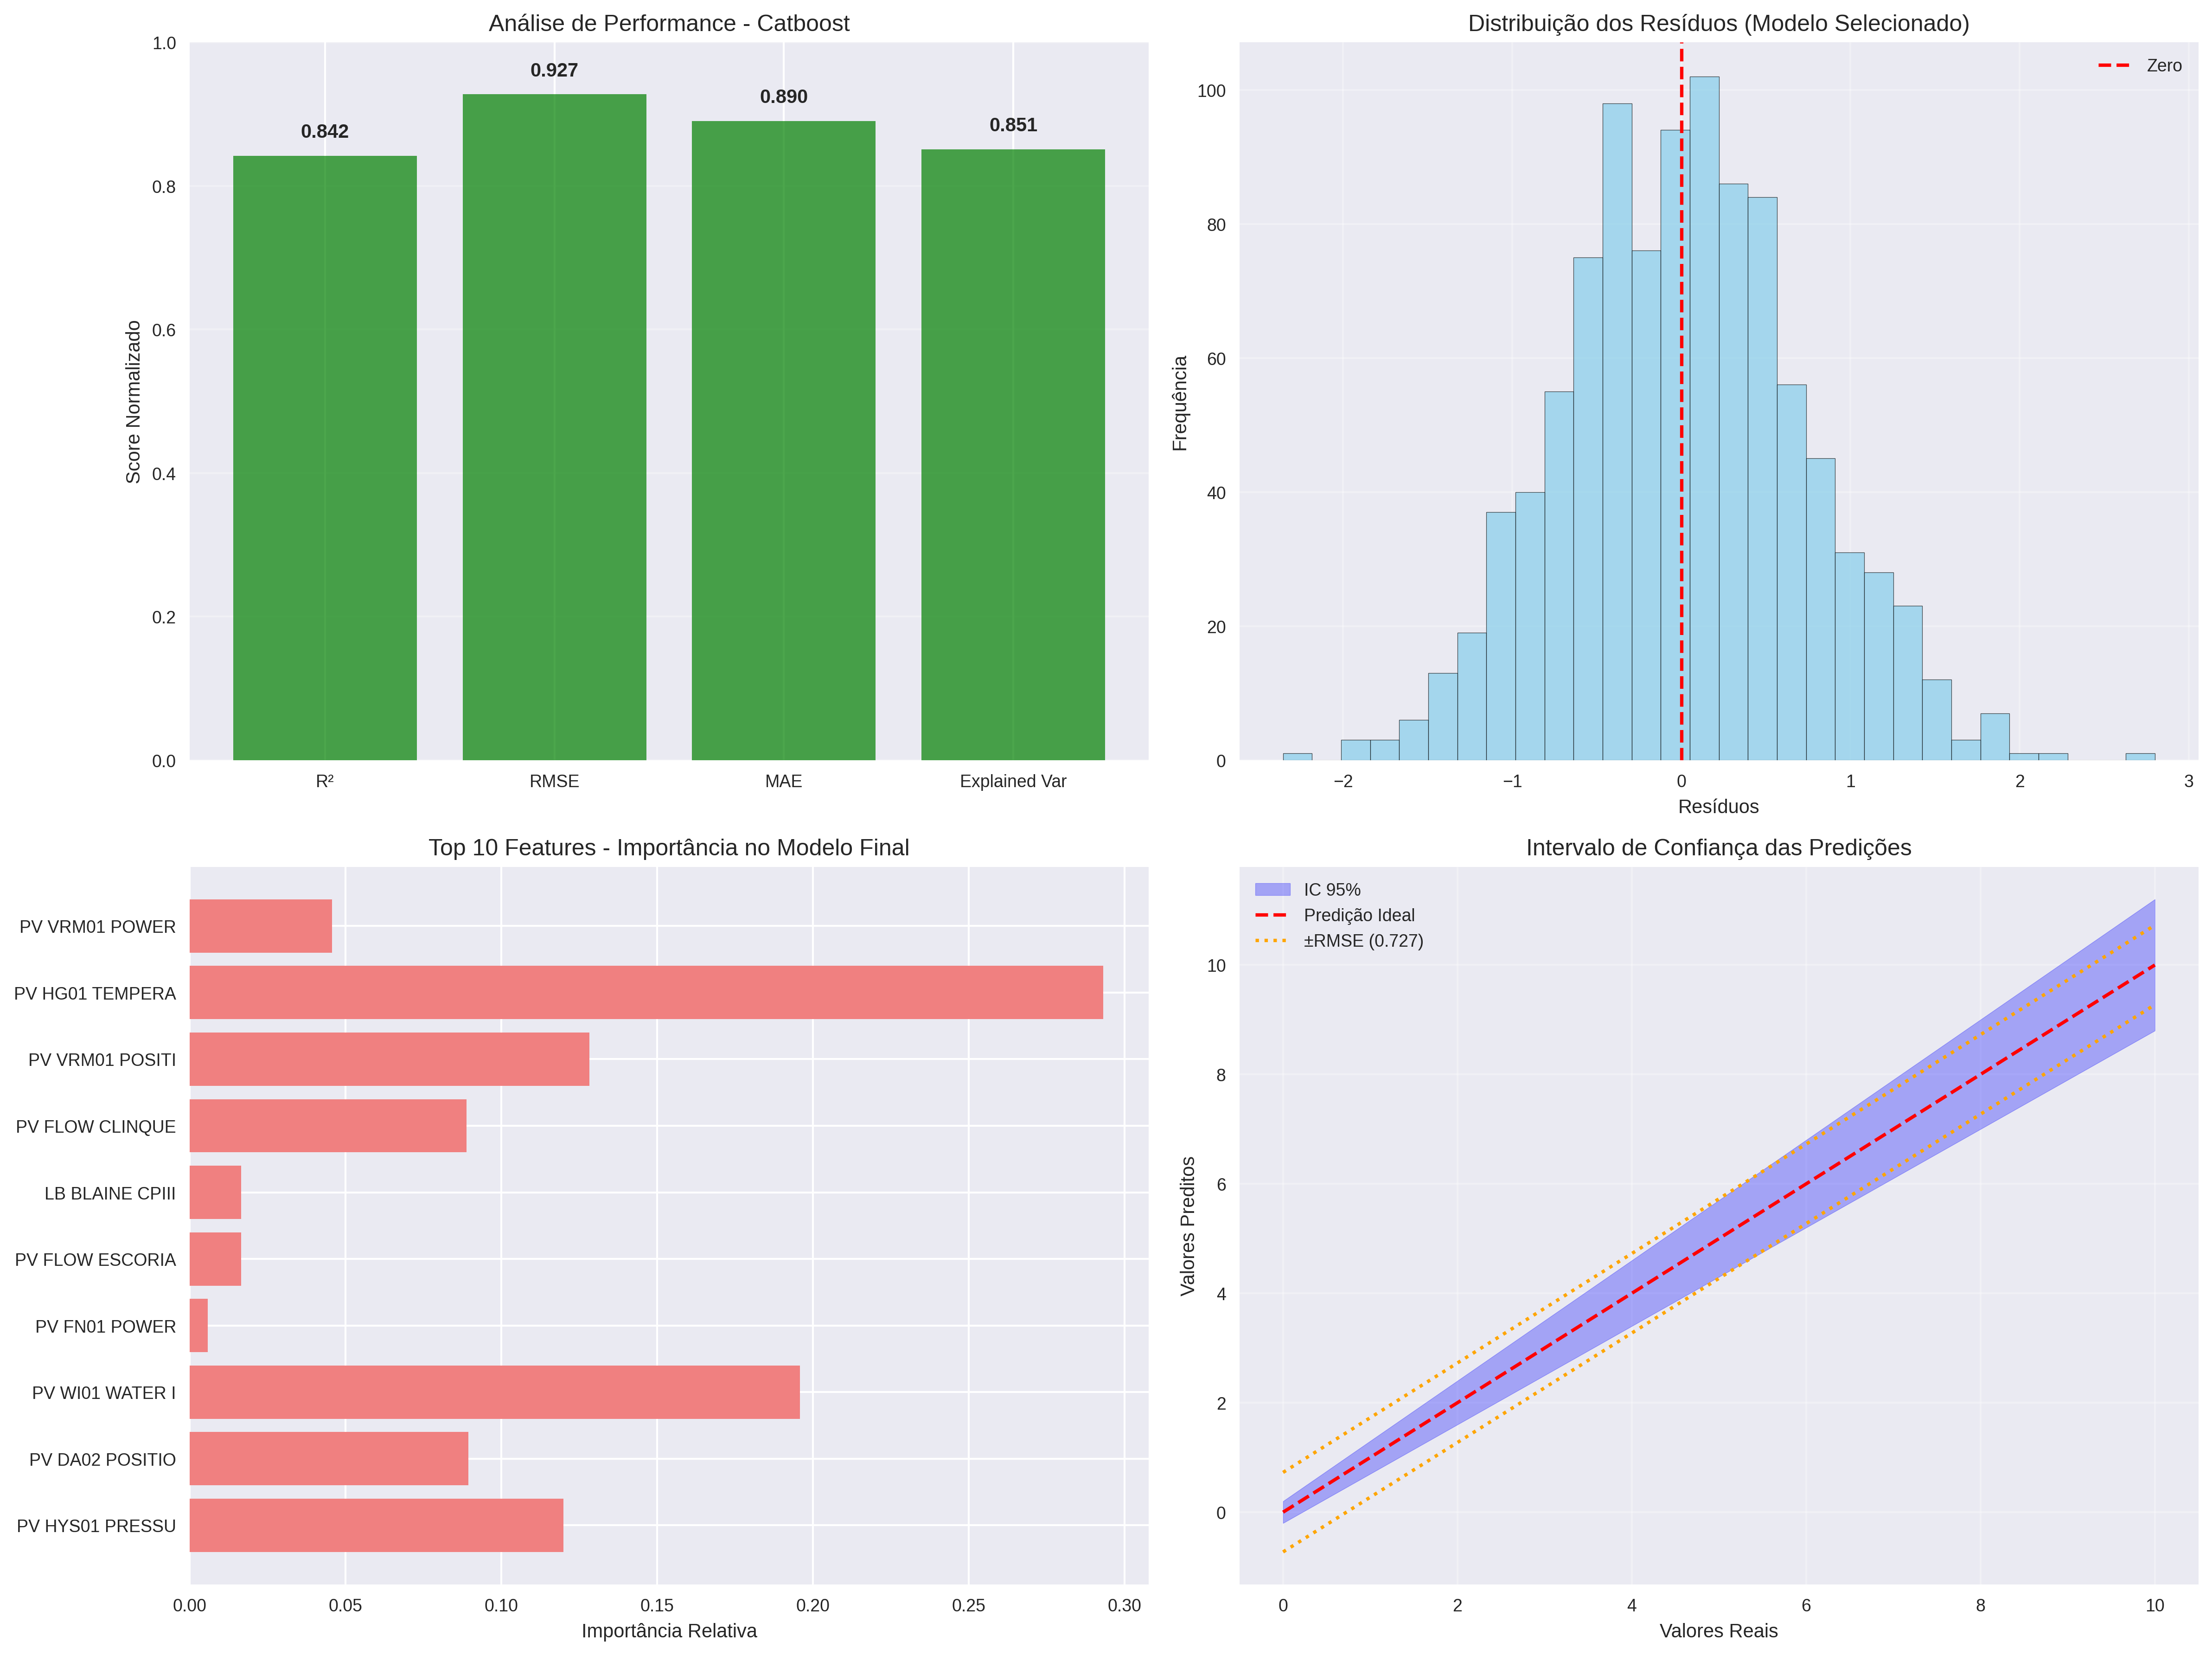 Análise de Performance - Catboost
1.0
0.8
0.6
0.4
0.2
0.0
Score Normalizado
0.842
0.927
0.890
0.851
R²
RMSE
MAE
Explained Var
Distribuição dos Resíduos (Modelo Selecionado)
Zero
100
80
60
40
20
0
Frequência
−2
−1
0
1
2
3
Resíduos
Top 10 Features - Importância no Modelo Final
PV VRM01 POWER
PV HG01 TEMPERA
PV VRM01 POSITI
PV FLOW CLINQUE
LB BLAINE CPIII
PV FLOW ESCORIA
PV FN01 POWER
PV WI01 WATER I
PV DA02 POSITIO
PV HYS01 PRESSU
0.00
0.05
0.10
0.15
0.20
0.25
0.30
Importância Relativa
Intervalo de Confiança das Predições
IC 95%
Predição Ideal
±RMSE (0.727)
10
8
6
4
2
0
Valores Preditos
0
2
4
6
8
10
Valores Reais